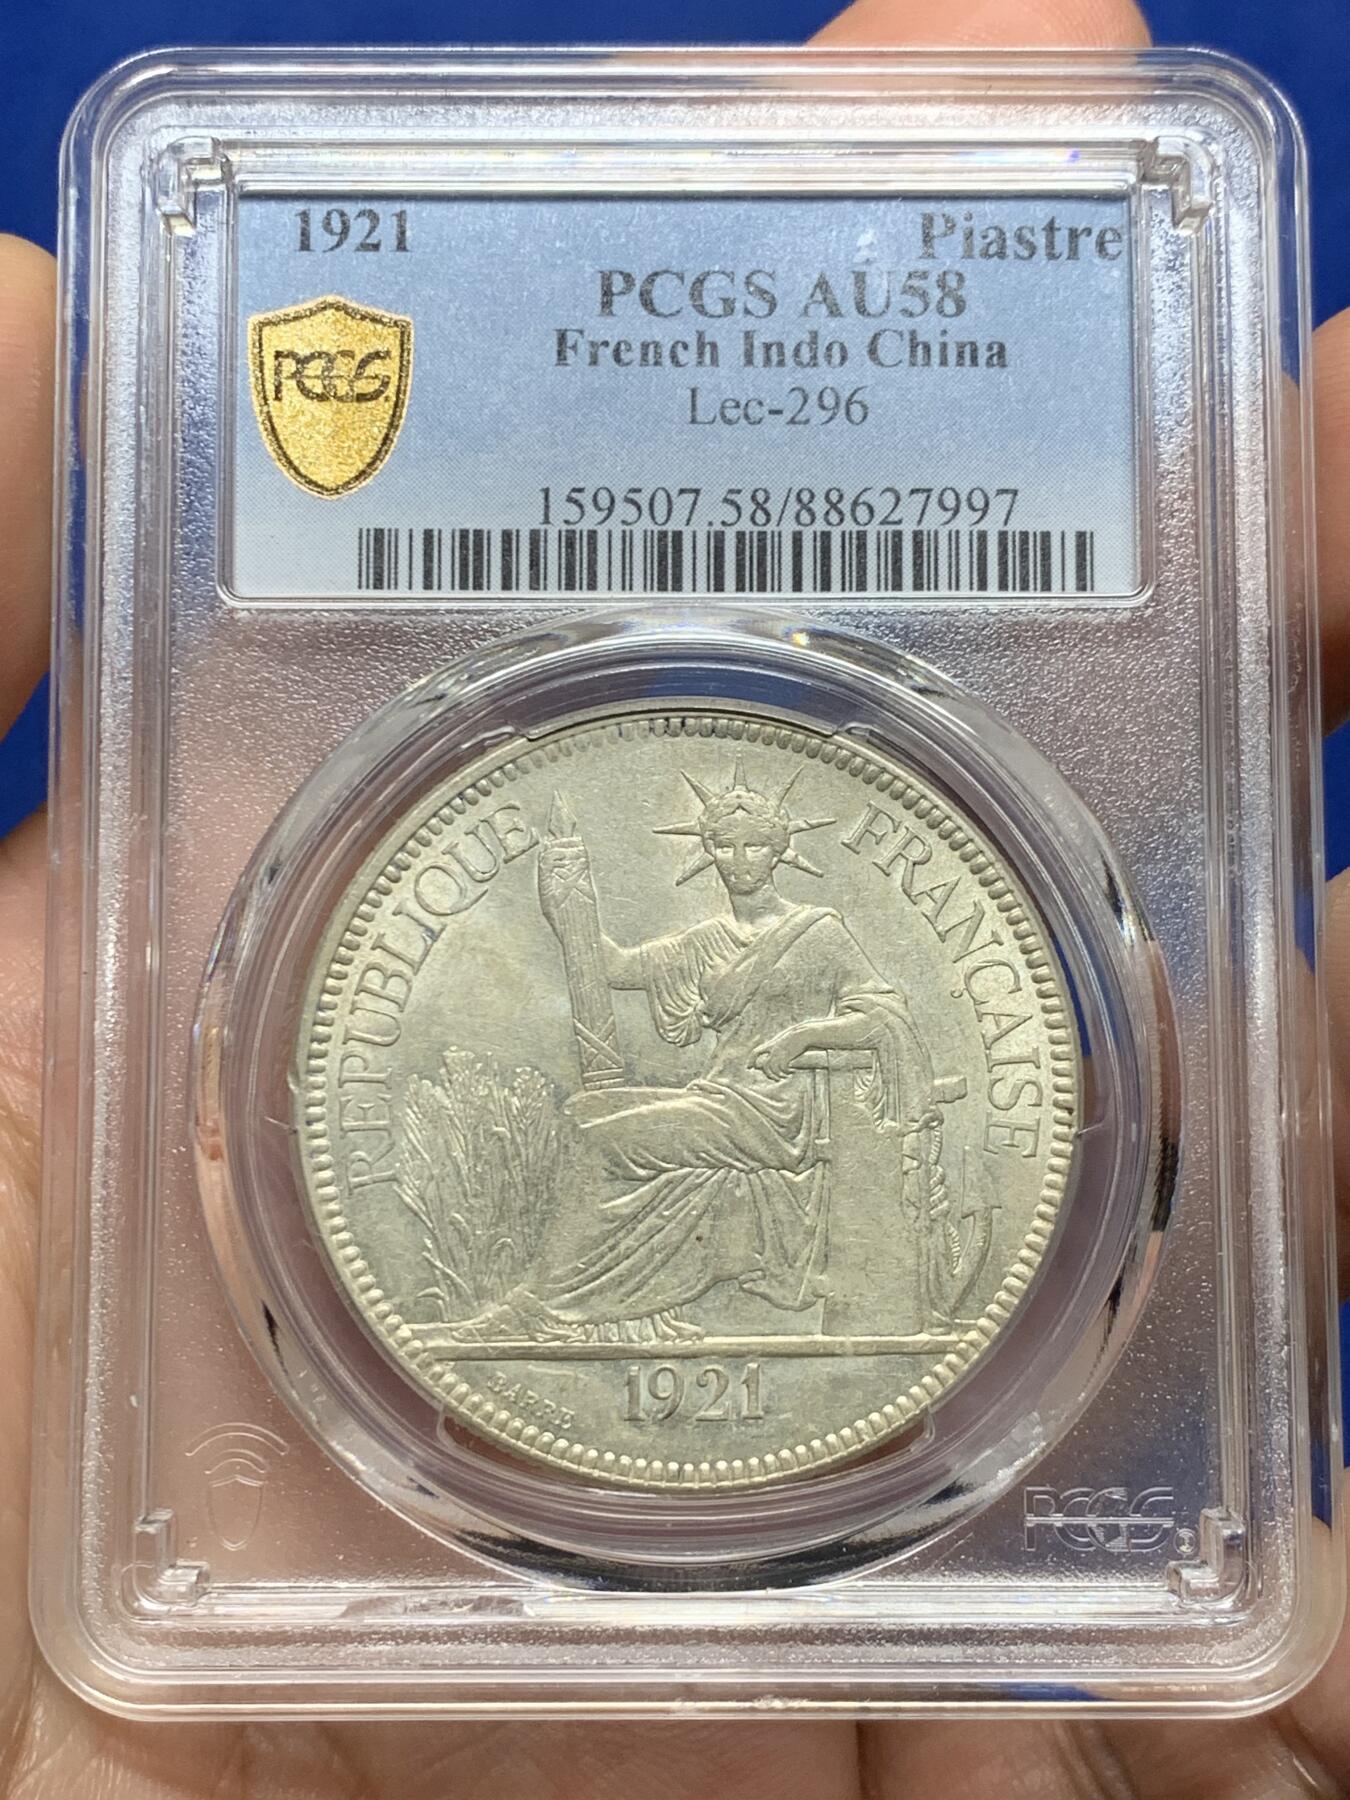 1921 Piastre
PCGS AU58
French Indo China
Lec-296
159507.58/88627997
PCGS
REPUBLIQUE FRANÇAISE
BARRE
1921
PCGS